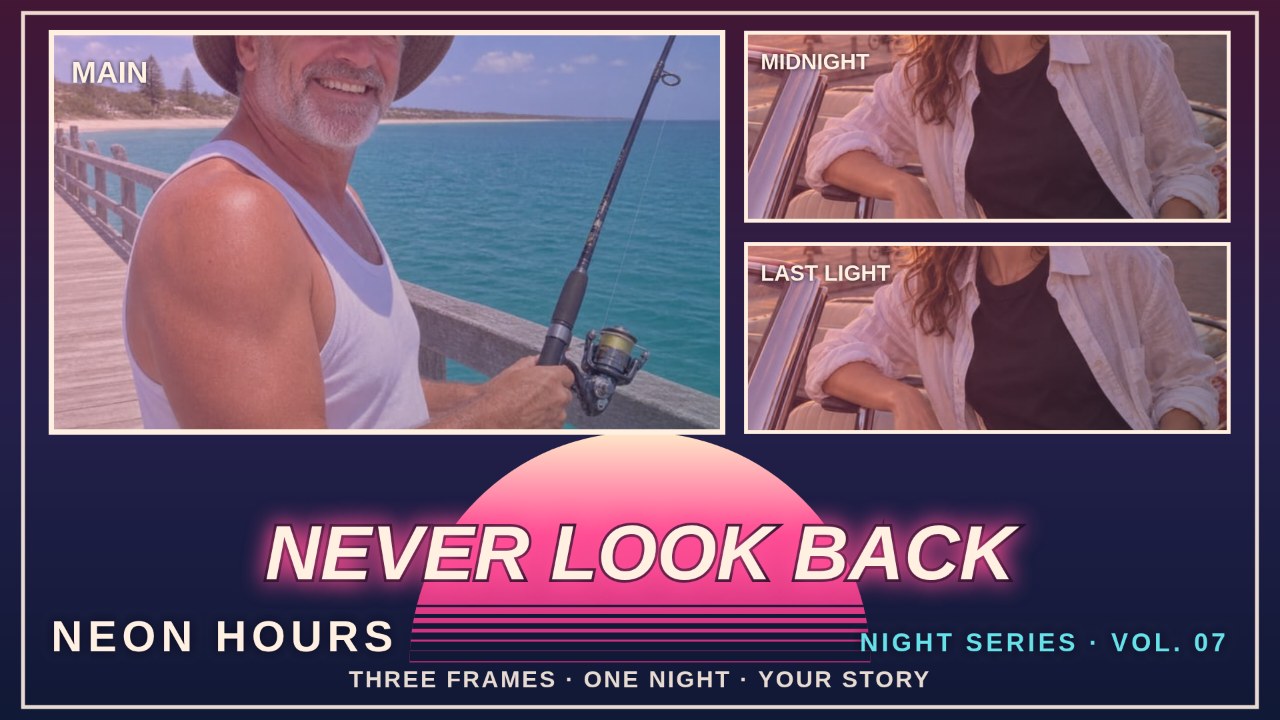 MAIN
MIDNIGHT
LAST LIGHT
NEVER LOOK BACK
NEON HOURS
NIGHT SERIES · VOL. 07
THREE FRAMES · ONE NIGHT · YOUR STORY